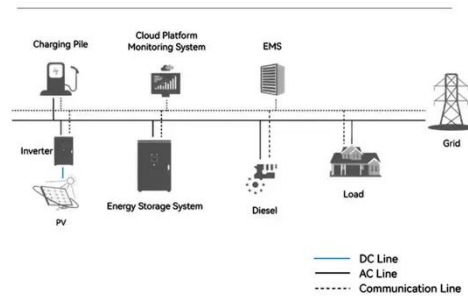 Charging Pile
Cloud Platform
Monitoring System
EMS
Grid
Inverter
PV
Energy Storage System
Diesel
Load
DC Line
AC Line
Communication Line